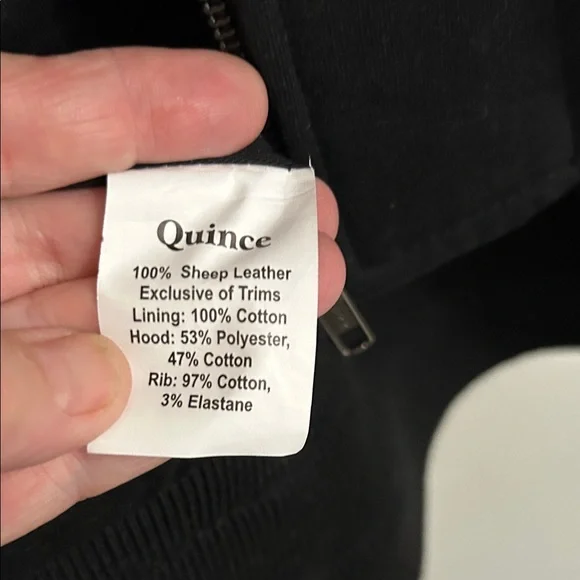 Quince
100% Sheep Leather
Exclusive of Trims
Lining: 100% Cotton
Hood: 53% Polyester,
47% Cotton
Rib: 97% Cotton,
3% Elastane